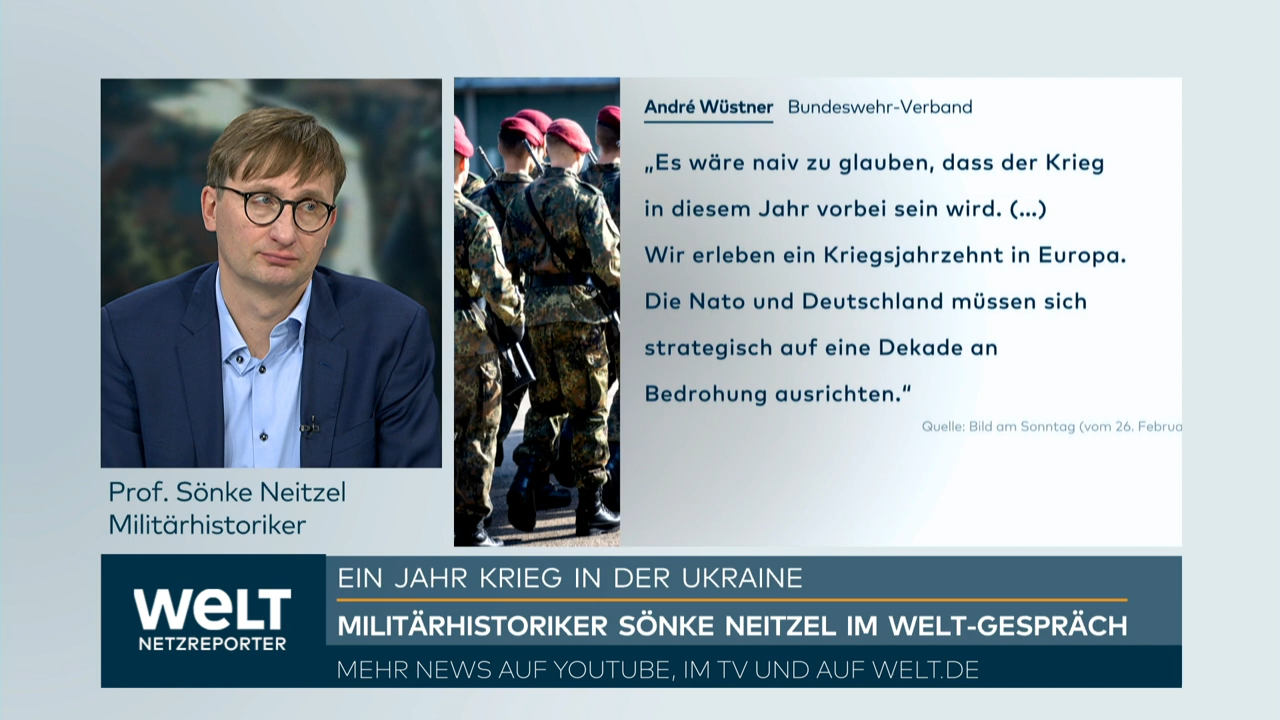 André Wüstner Bundeswehr-Verband
„Es wäre naiv zu glauben, dass der Krieg
in diesem Jahr vorbei sein wird. (...)
Wir erleben ein Kriegsjahrzehnt in Europa.
Die Nato und Deutschland müssen sich
strategisch auf eine Dekade an
Bedrohung ausrichten.“
Quelle: Bild am Sonntag (vom 26. Februa
Prof. Sönke Neitzel
Militärhistoriker
WELT
NETZREPORTER
EIN JAHR KRIEG IN DER UKRAINE
MILITÄRHISTORIKER SÖNKE NEITZEL IM WELT-GESPRÄCH
MEHR NEWS AUF YOUTUBE, IM TV UND AUF WELT.DE